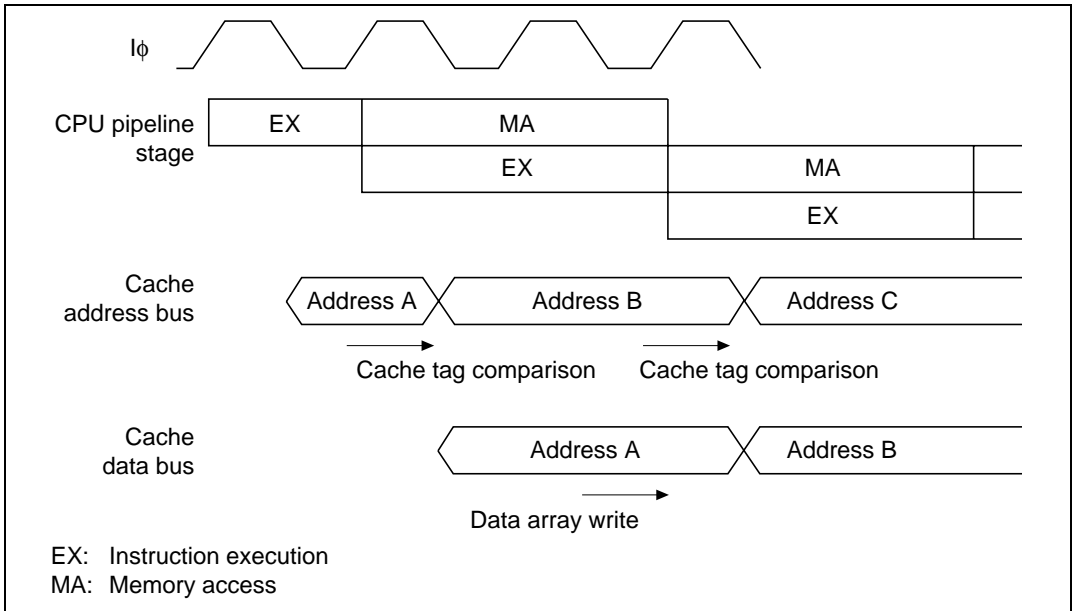 Iϕ
CPU pipeline
stage
EX
MA
EX
MA
EX
Cache
address bus
Address A
Address B
Address C
Cache tag comparison
Cache tag comparison
Cache
data bus
Address A
Address B
Data array write
EX: Instruction execution
MA: Memory access